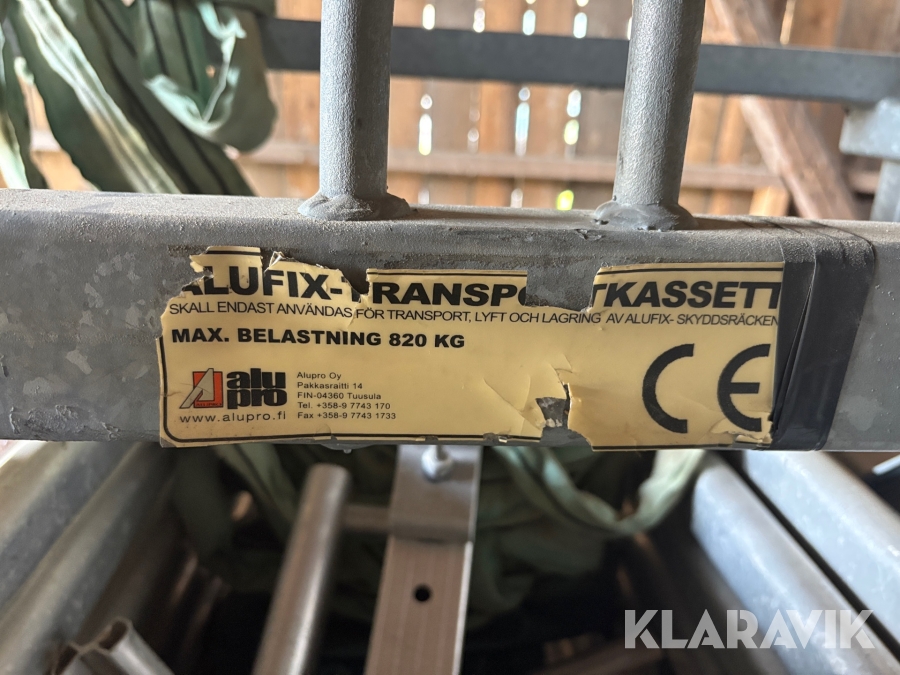 ALUFIX-TRANSPORTKASSETT
SKALL ENDAST ANVÄNDAS FÖR TRANSPORT, LYFT OCH LAGRING AV ALUFIX- SKYDDSRÄCKEN
MAX. BELASTNING 820 KG
alu
pro
www.alupro.fi
Alupro Oy
Pakkasraitti 14
FIN-04360 Tuusula
Tel. +358-9 7743 170
Fax +358-9 7743 1733
CE
KLARAVIK